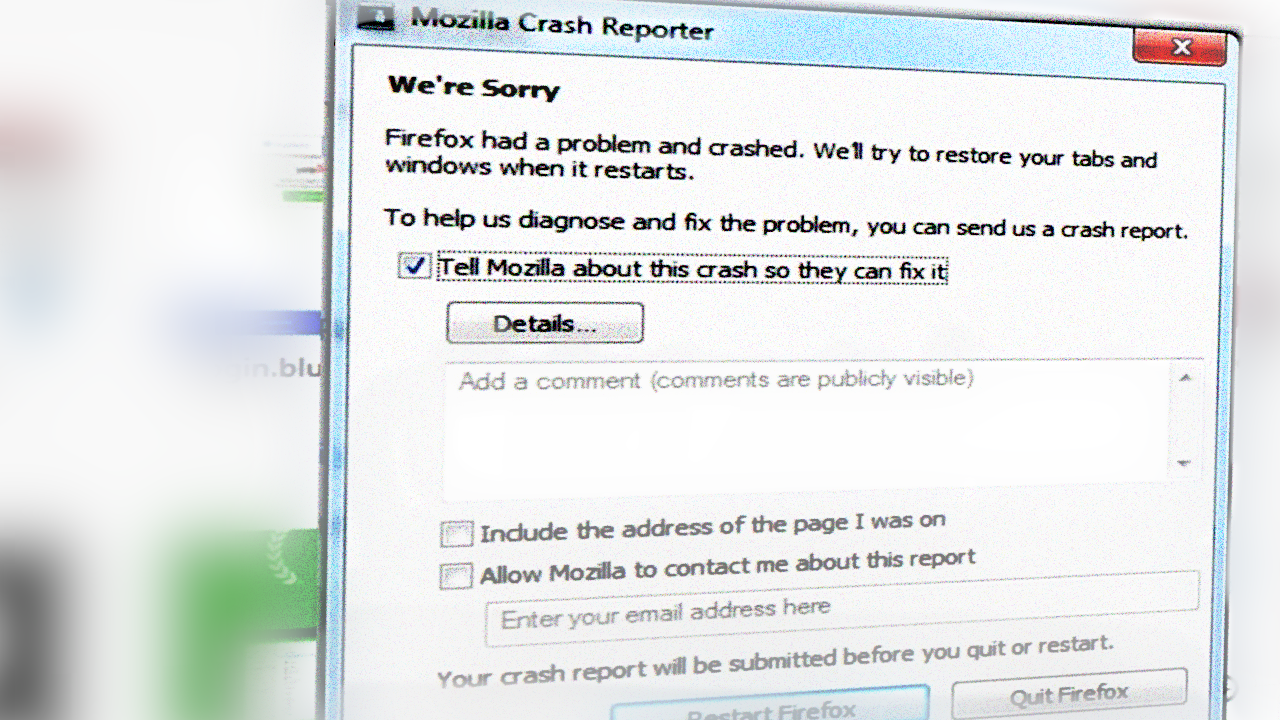 Mozilla Crash Reporter
We're Sorry
Firefox had a problem and crashed. We'll try to restore your tabs and
windows when it restarts.
To help us diagnose and fix the problem, you can send us a crash report.
Tell Mozilla about this crash so they can fix it
Details...
Add a comment (comments are publicly visible)
Include the address of the page I was on
Allow Mozilla to contact me about this report
Enter your email address here
Your crash report will be submitted before you quit or restart.
Restart Firefox
Quit Firefox